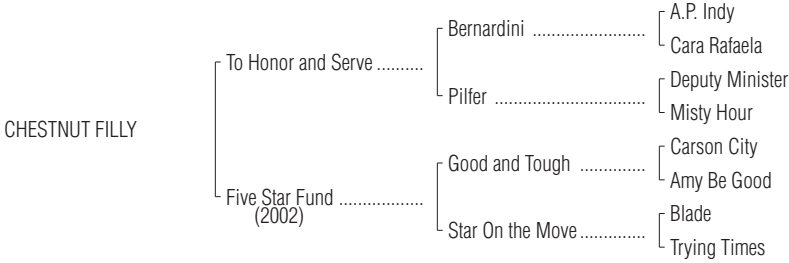 A.P. Indy
Bernardini ........................
Cara Rafaela
To Honor and Serve ..........
Deputy Minister
Pilfer ................................
Misty Hour
CHESTNUT FILLY
Carson City
Good and Tough ..............
Amy Be Good
Five Star Fund ..................
(2002)
Blade
Star On the Move ..............
Trying Times